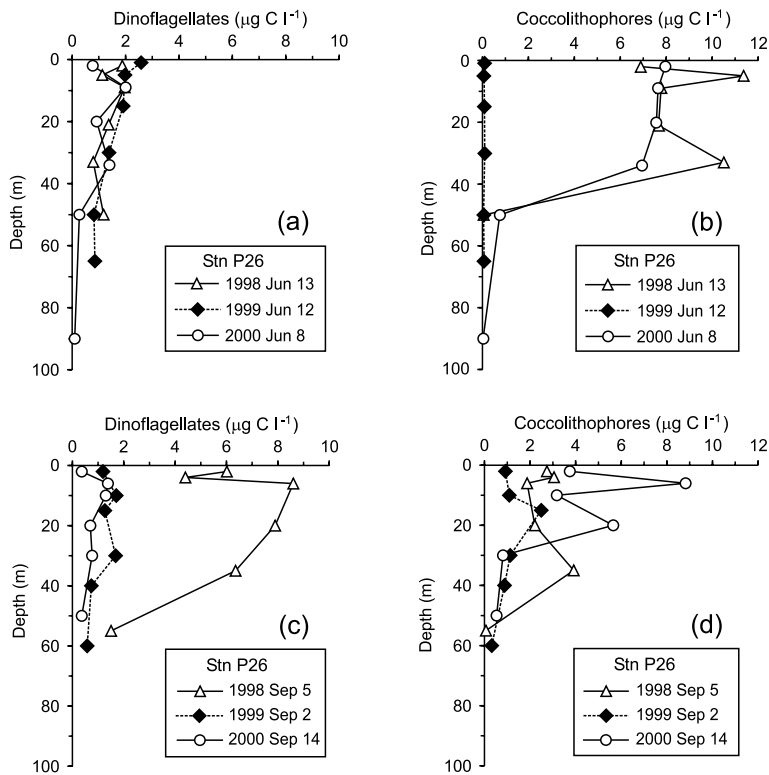 Dinoflagellates (µg C l⁻¹)
0 2 4 6 8 10
0
20
40
60
80
100
Depth (m)
(a)
Stn P26
1998 Jun 13
1999 Jun 12
2000 Jun 8
Coccolithophores (µg C l⁻¹)
0 2 4 6 8 10 12
0
20
40
60
80
100
Depth (m)
(b)
Stn P26
1998 Jun 13
1999 Jun 12
2000 Jun 8
Dinoflagellates (µg C l⁻¹)
0 2 4 6 8 10
0
20
40
60
80
100
Depth (m)
(c)
Stn P26
1998 Sep 5
1999 Sep 2
2000 Sep 14
Coccolithophores (µg C l⁻¹)
0 2 4 6 8 10 12
0
20
40
60
80
100
Depth (m)
(d)
Stn P26
1998 Sep 5
1999 Sep 2
2000 Sep 14